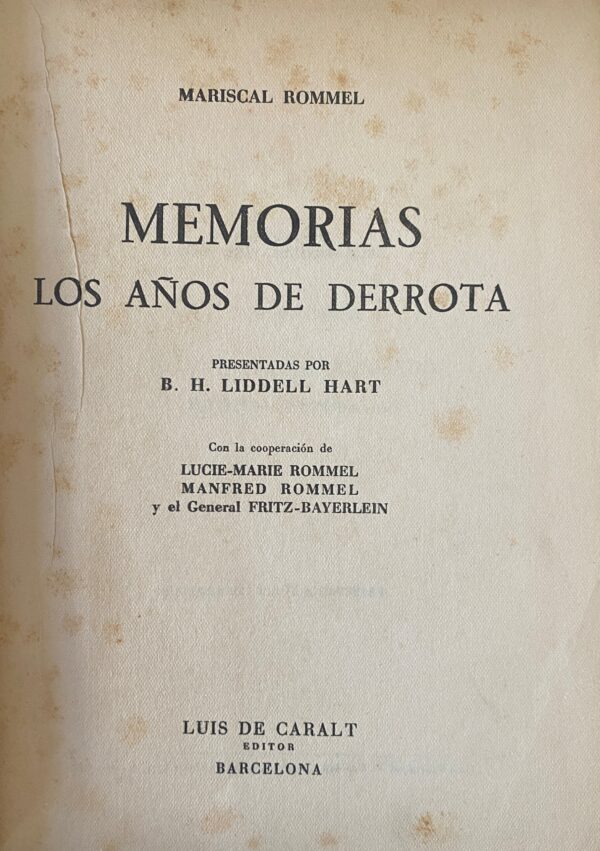 MARISCAL ROMMEL
MEMORIAS
LOS AÑOS DE DERROTA
PRESENTADAS POR
B. H. LIDDELL HART
Con la cooperación de
LUCIE-MARIE ROMMEL
MANFRED ROMMEL
y el General FRITZ-BAYERLEIN
LUIS DE CARALT
EDITOR
BARCELONA